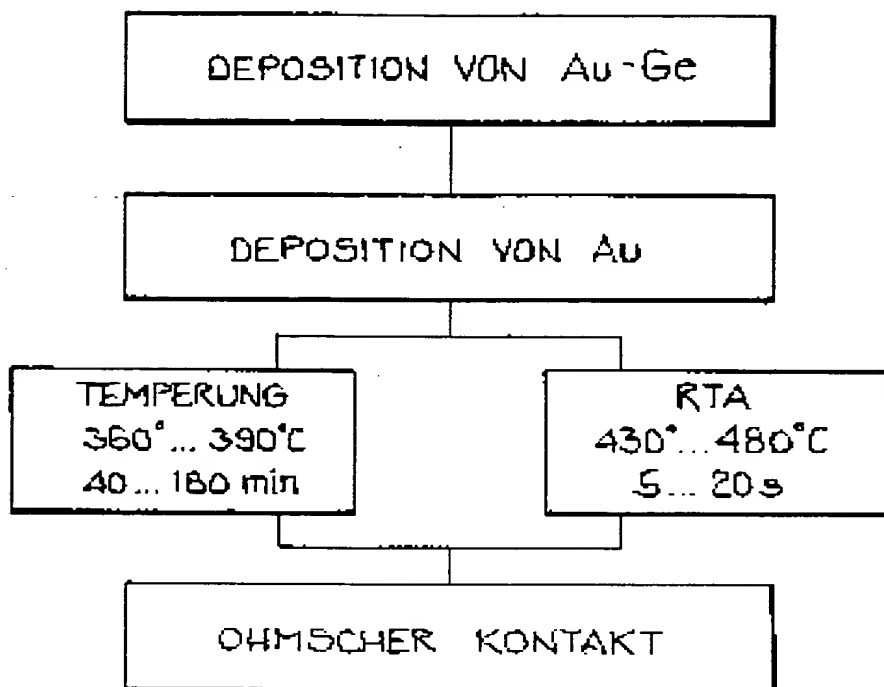 DEPOSITION VON Au-Ge
DEPOSITION VON Au
TEMPERUNG
360°... 390°C
40... 180 min
RTA
430°...480°C
5... 20s
OHMSCHER KONTAKT